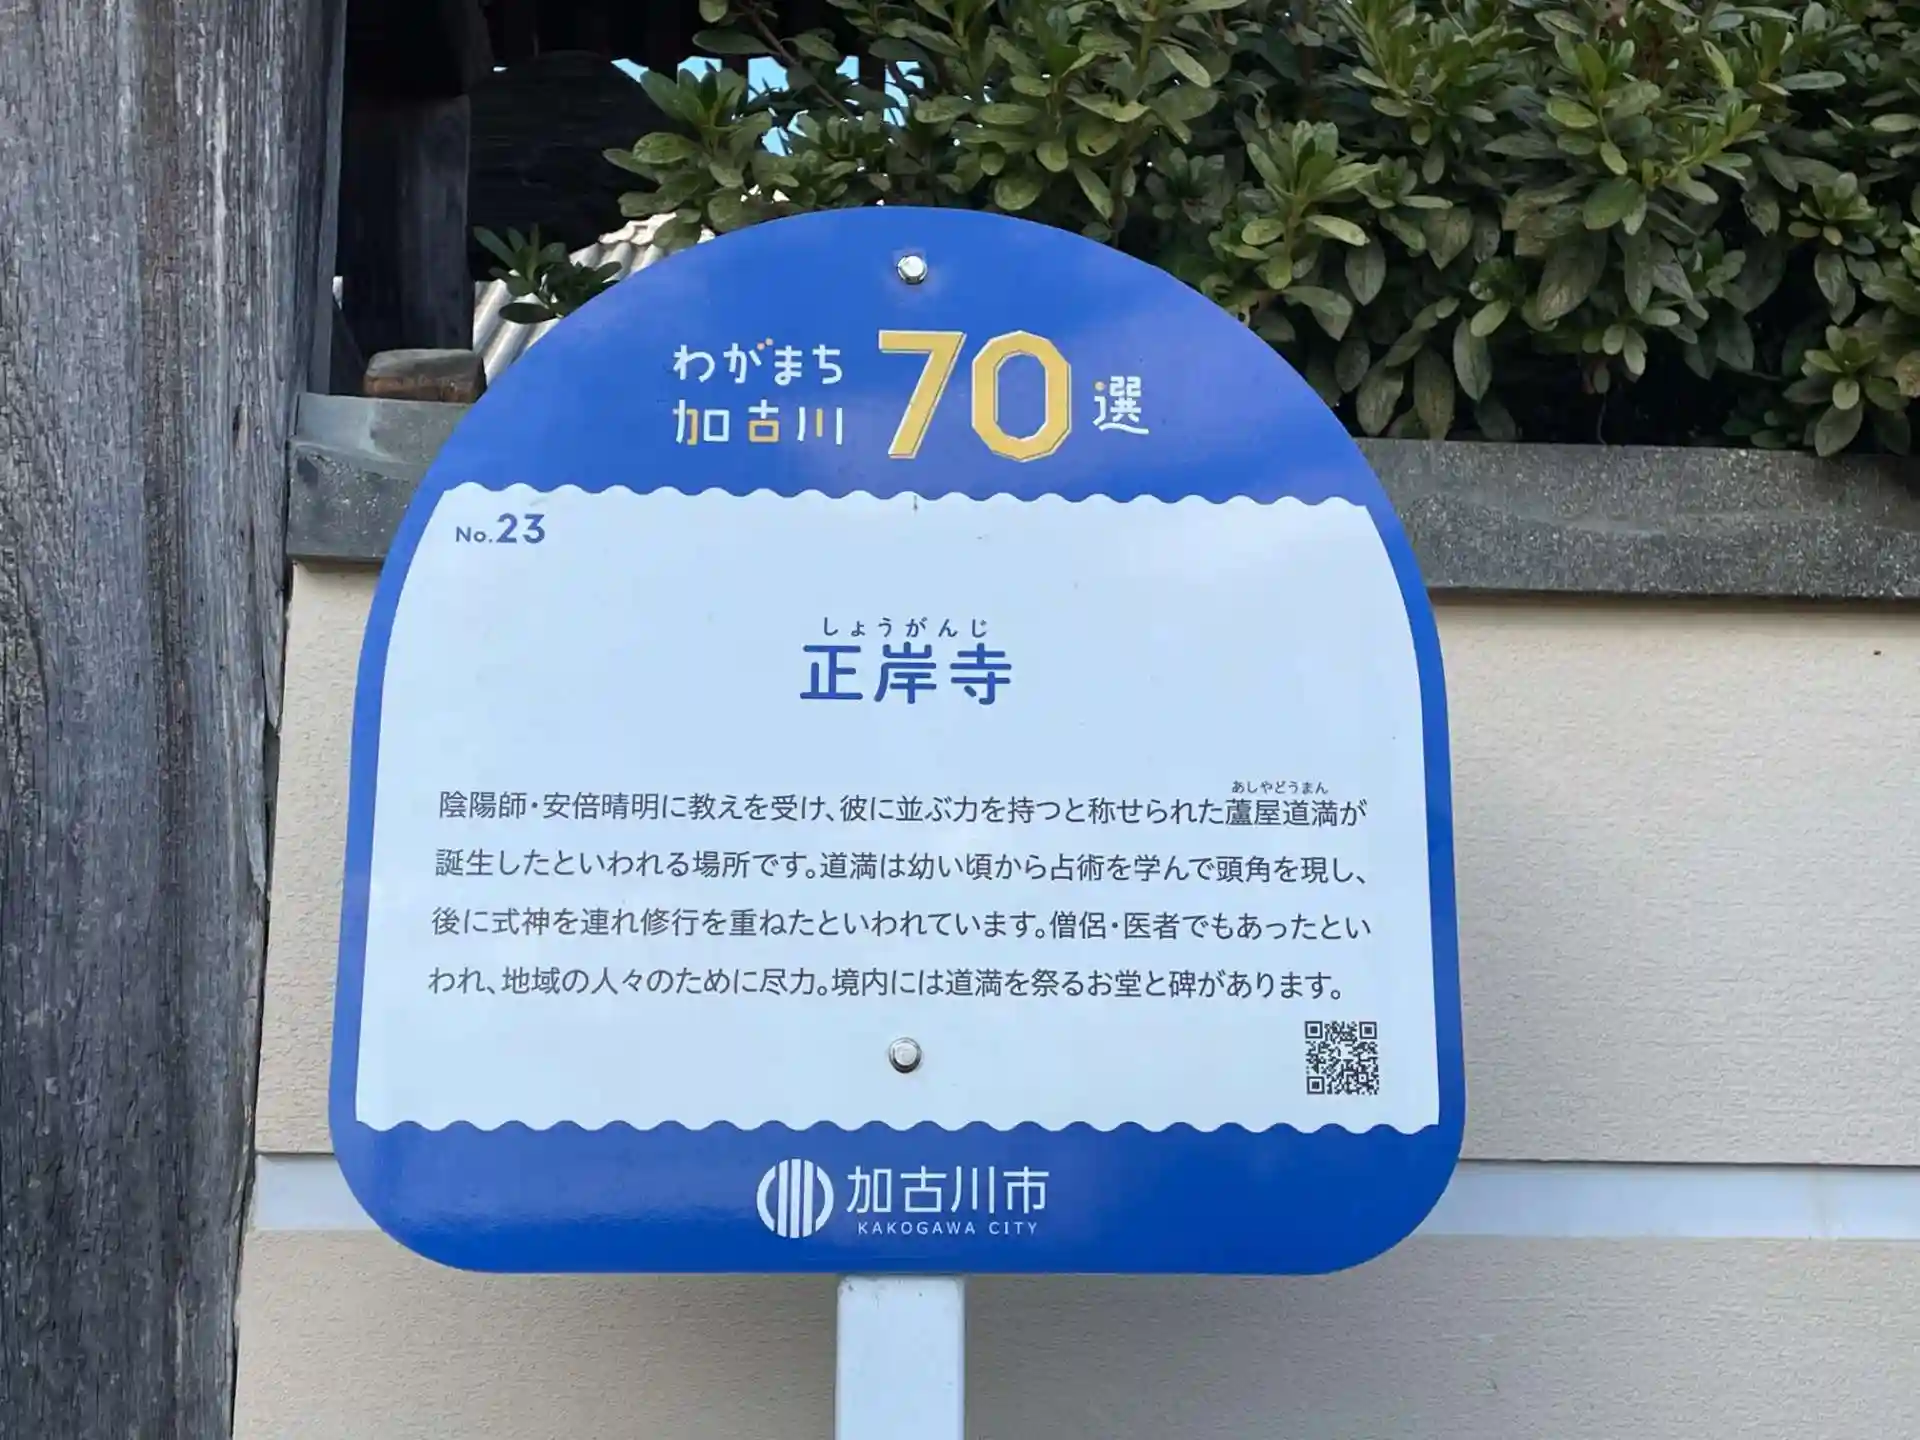 わがまち
加古川
70選
No.23
しょうがんじ
正岸寺
あしやどうまん
陰陽師・安倍晴明に教えを受け、彼に並ぶ力を持つと称せられた蘆屋道満が
誕生したといわれる場所です。道満は幼い頃から占術を学んで頭角を現し、
後に式神を連れ修行を重ねたといわれています。僧侶・医者でもあったとい
われ、地域の人々のために尽力。境内には道満を祭るお堂と碑があります。
加古川市
KAKOGAWA CITY